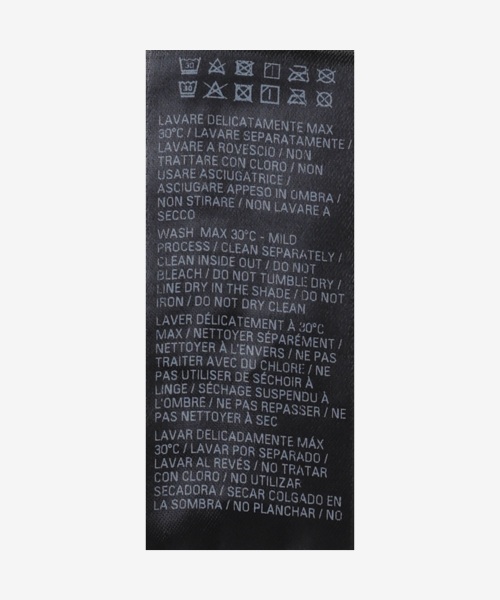 30
30
LAVARE DELICATAMENTE MAX
30°C / LAVARE SEPARATAMENTE /
LAVARE A ROVESCIO / NON
TRATTARE CON CLORO / NON
USARE ASCIUGATRICE /
ASCIUGARE APPESO IN OMBRA /
NON STIRARE / NON LAVARE A
SECCO
WASH MAX 30°C - MILD
PROCESS / CLEAN SEPARATELY /
CLEAN INSIDE OUT / DO NOT
BLEACH / DO NOT TUMBLE DRY /
LINE DRY IN THE SHADE / DO NOT
IRON / DO NOT DRY CLEAN
LAVER DÉLICATEMENT À 30°C
MAX / NETTOYER SÉPARÉMENT /
NETTOYER À L'ENVERS / NE PAS
TRAITER AVEC DU CHLORE / NE
PAS UTILISER DE SÉCHOIR À
LINGE / SÉCHAGE SUSPENDU À
L'OMBRE / NE PAS REPASSER / NE
PAS NETTOYER À SEC
LAVAR DELICADAMENTE MÁX
30°C / LAVAR POR SEPARADO /
LAVAR AL REVÉS / NO TRATAR
CON CLORO / NO UTILIZAR
SECADORA / SECAR COLGADO EN
LA SOMBRA / NO PLANCHAR / NO